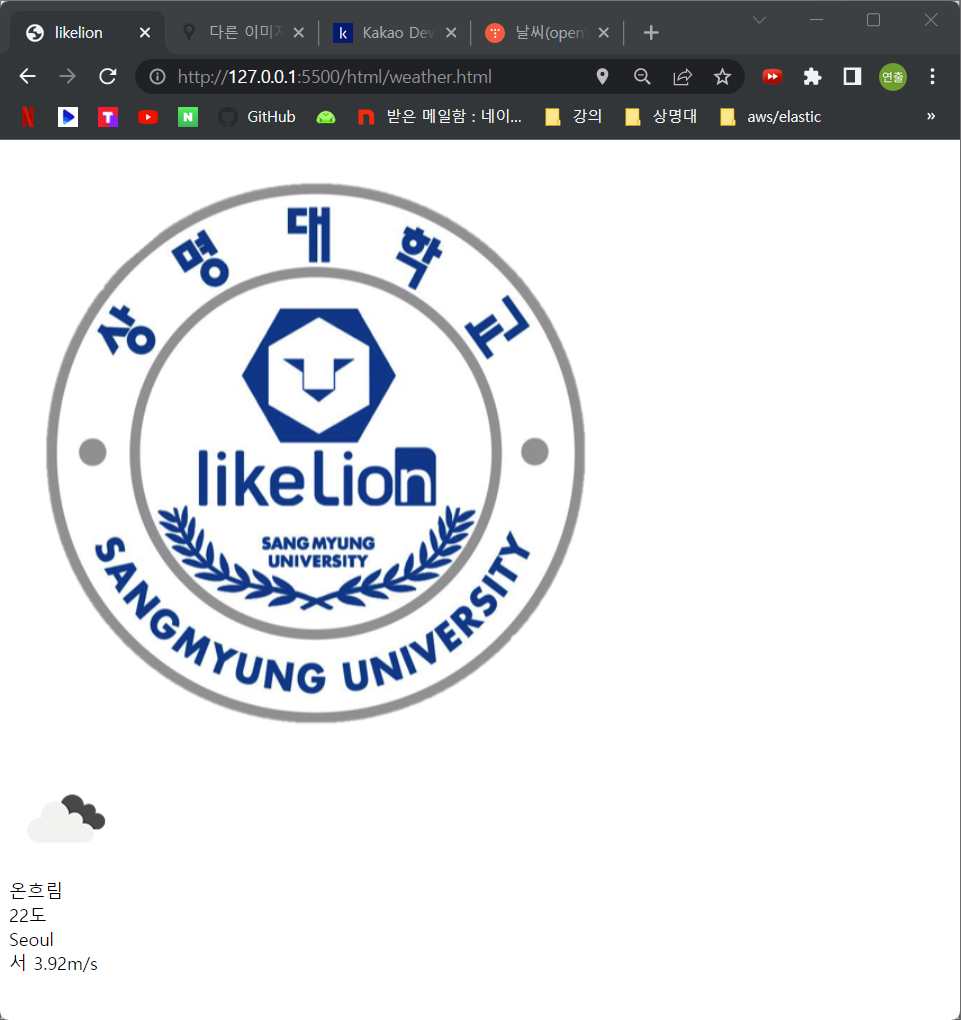 likelion
다른 이미지
Kakao Dev
날씨(open
http://127.0.0.1:5500/html/weather.html
연출
GitHub
받은 메일함 : 네이...
강의
상명대
aws/elastic
»
상명대학교
likelion
SANG MYUNG
UNIVERSITY
SANGMYUNG UNIVERSITY
온흐림
22도
Seoul
서 3.92m/s